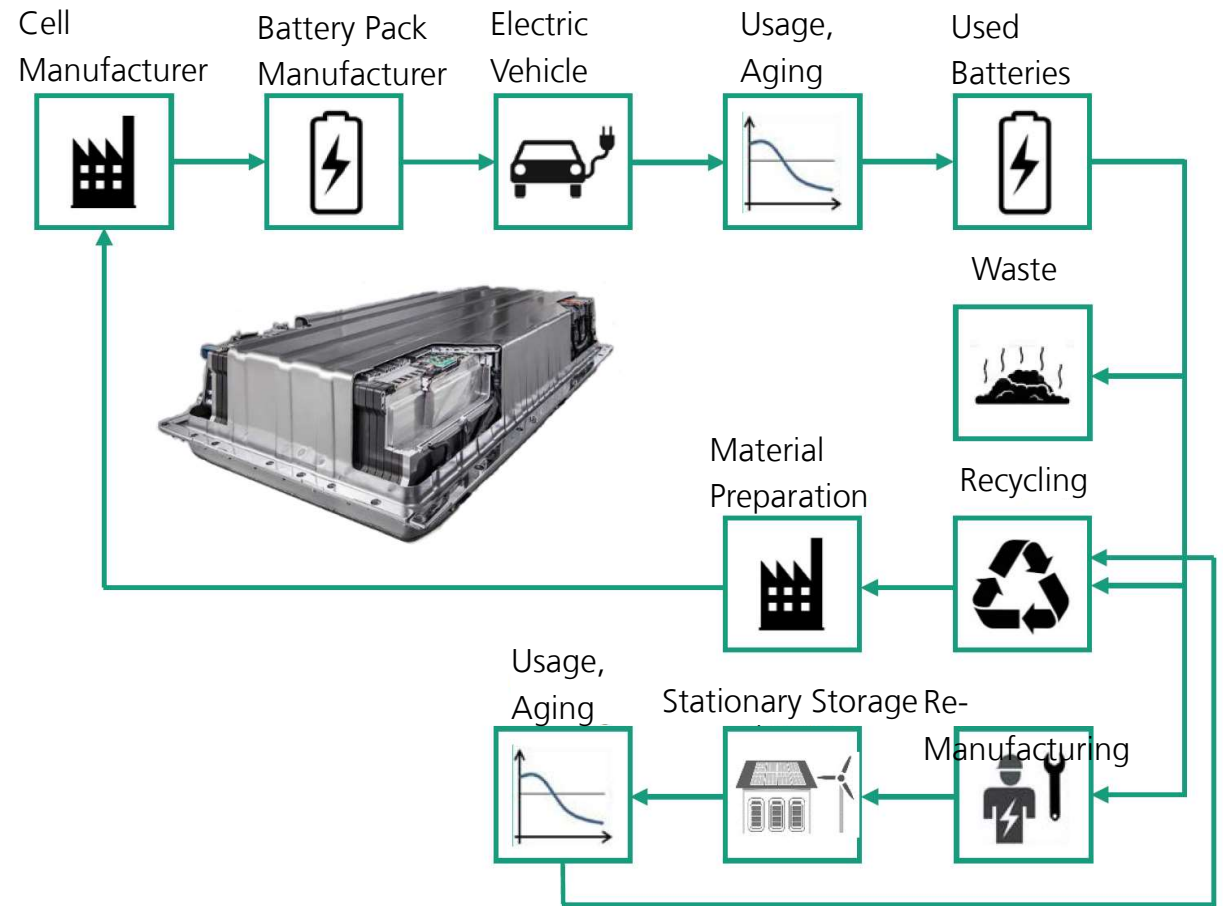 Cell
Manufacturer
Battery Pack
Manufacturer
Electric
Vehicle
Usage,
Aging
Used
Batteries
Waste
Material
Preparation
Recycling
Usage,
Aging
Stationary Storage
Re-
Manufacturing